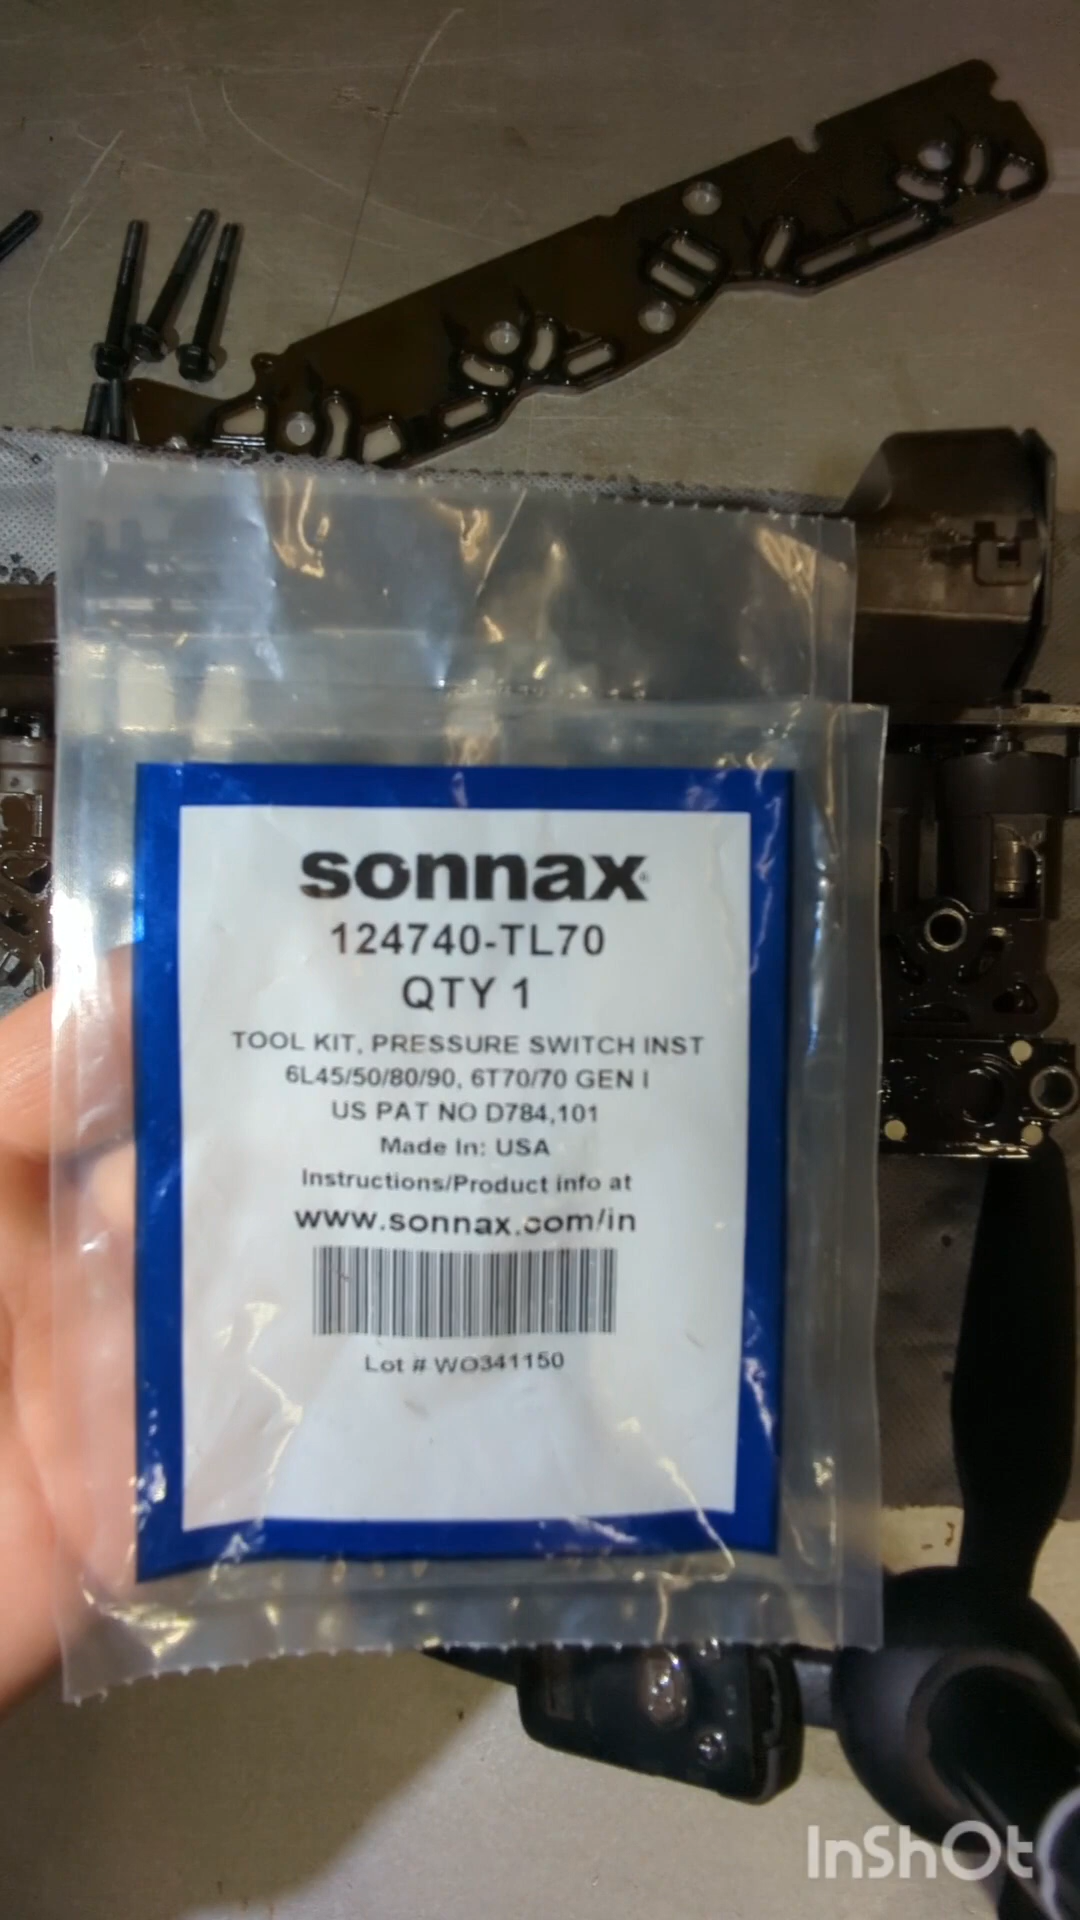 sonnax®
124740-TL70
QTY 1
TOOL KIT, PRESSURE SWITCH INST
6L45/50/80/90, 6T70/70 GEN I
US PAT NO D784,101
Made In: USA
Instructions/Product info at
www.sonnax.com/in
Lot # WO341150
InShOt